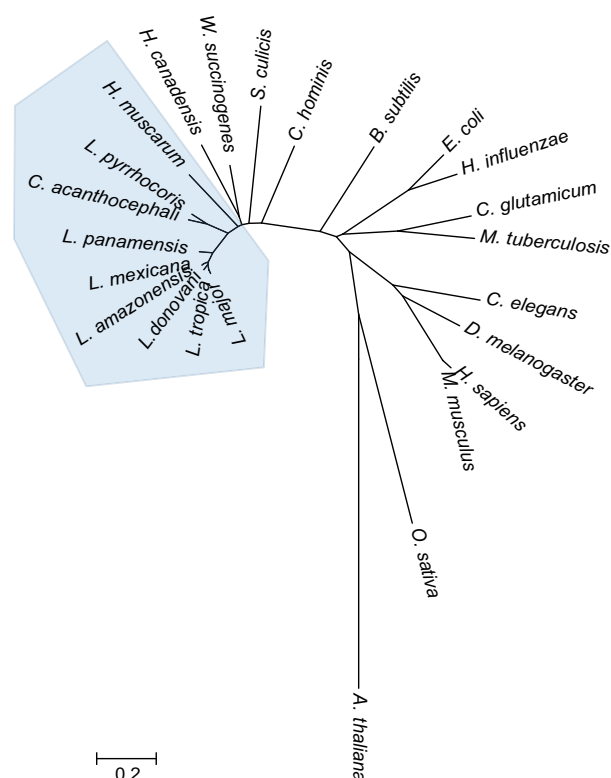 H. canadensis
W. succinogenes
S. culicis
C. hominis
B. subtilis
E. coli
H. influenzae
C. glutamicum
M. tuberculosis
C. elegans
D. melanogaster
H. sapiens
M. musculus
O. sativa
A. thaliana
H. muscarum
L. pyrrhocoris
C. acanthocephali
L. panamensis
L. mexicana
L. amazonensis
L.donovani
L. tropica
L. major
0.2